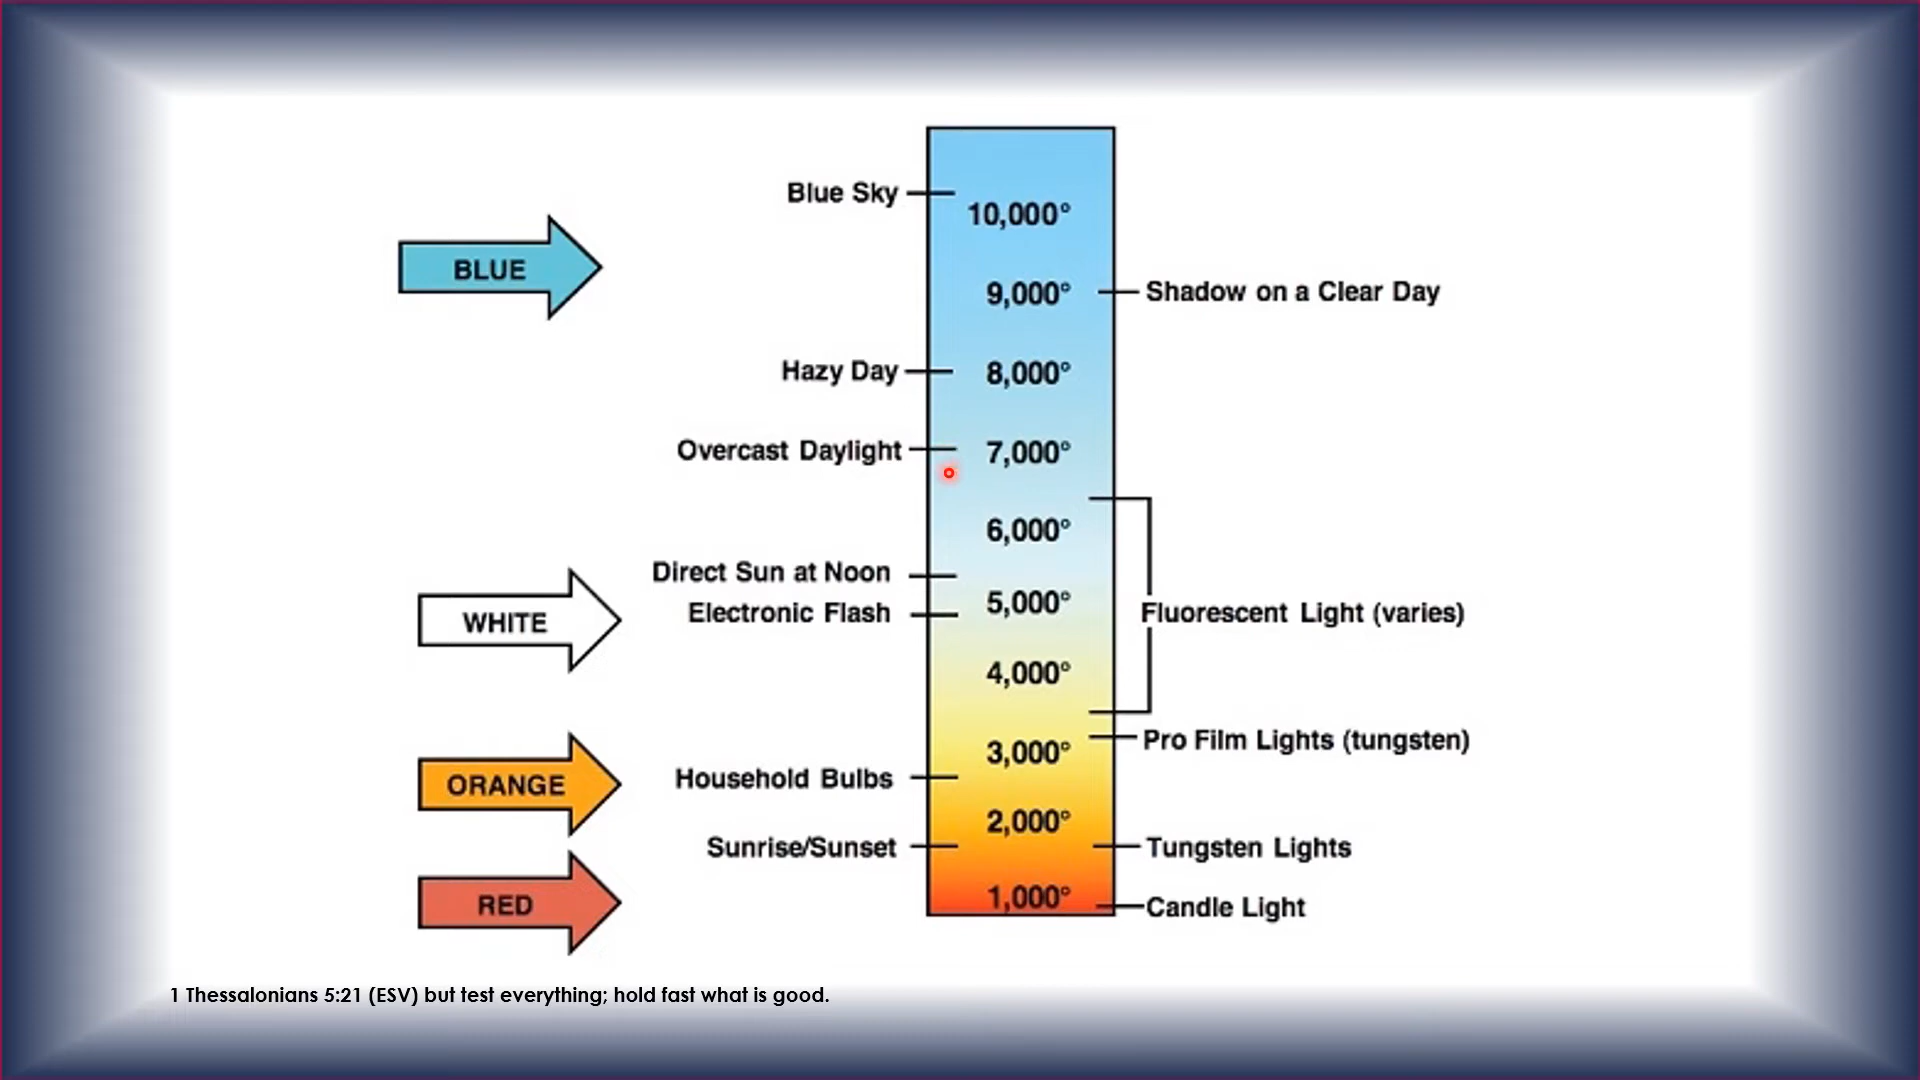 Blue Sky
10,000°
BLUE
9,000°
Shadow on a Clear Day
Hazy Day
8,000°
Overcast Daylight
7,000°
6,000°
Direct Sun at Noon
5,000°
Electronic Flash
Fluorescent Light (varies)
WHITE
4,000°
Pro Film Lights (tungsten)
3,000°
Household Bulbs
ORANGE
2,000°
Sunrise/Sunset
Tungsten Lights
1,000°
RED
Candle Light
1 Thessalonians 5:21 (ESV) but test everything; hold fast what is good.